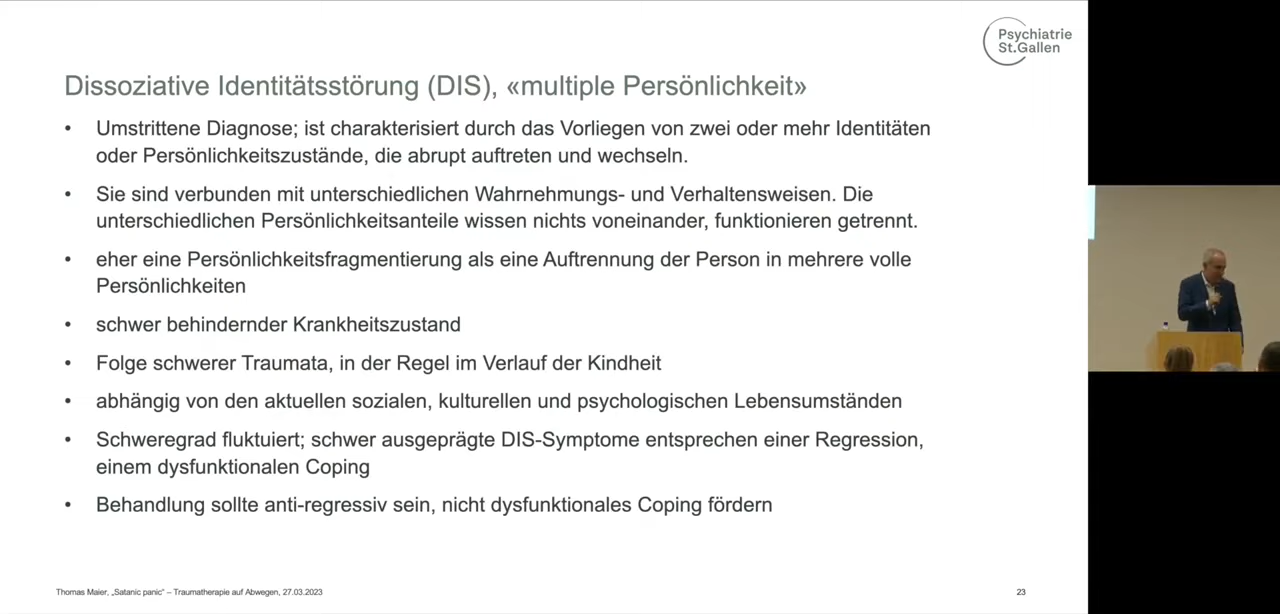 Psychiatrie
St.Gallen
Dissoziative Identitätsstörung (DIS), «multiple Persönlichkeit»
• Umstrittene Diagnose; ist charakterisiert durch das Vorliegen von zwei oder mehr Identitäten
oder Persönlichkeitszustände, die abrupt auftreten und wechseln.
• Sie sind verbunden mit unterschiedlichen Wahrnehmungs- und Verhaltensweisen. Die
unterschiedlichen Persönlichkeitsanteile wissen nichts voneinander, funktionieren getrennt.
• eher eine Persönlichkeitsfragmentierung als eine Auftrennung der Person in mehrere volle
Persönlichkeiten
• schwer behindernder Krankheitszustand
• Folge schwerer Traumata, in der Regel im Verlauf der Kindheit
• abhängig von den aktuellen sozialen, kulturellen und psychologischen Lebensumständen
• Schweregrad fluktuiert; schwer ausgeprägte DIS-Symptome entsprechen einer Regression,
einem dysfunktionalen Coping
• Behandlung sollte anti-regressiv sein, nicht dysfunktionales Coping fördern
Thomas Maier, „Satanic panic" – Traumatherapie auf Abwegen, 27.03.2023
23